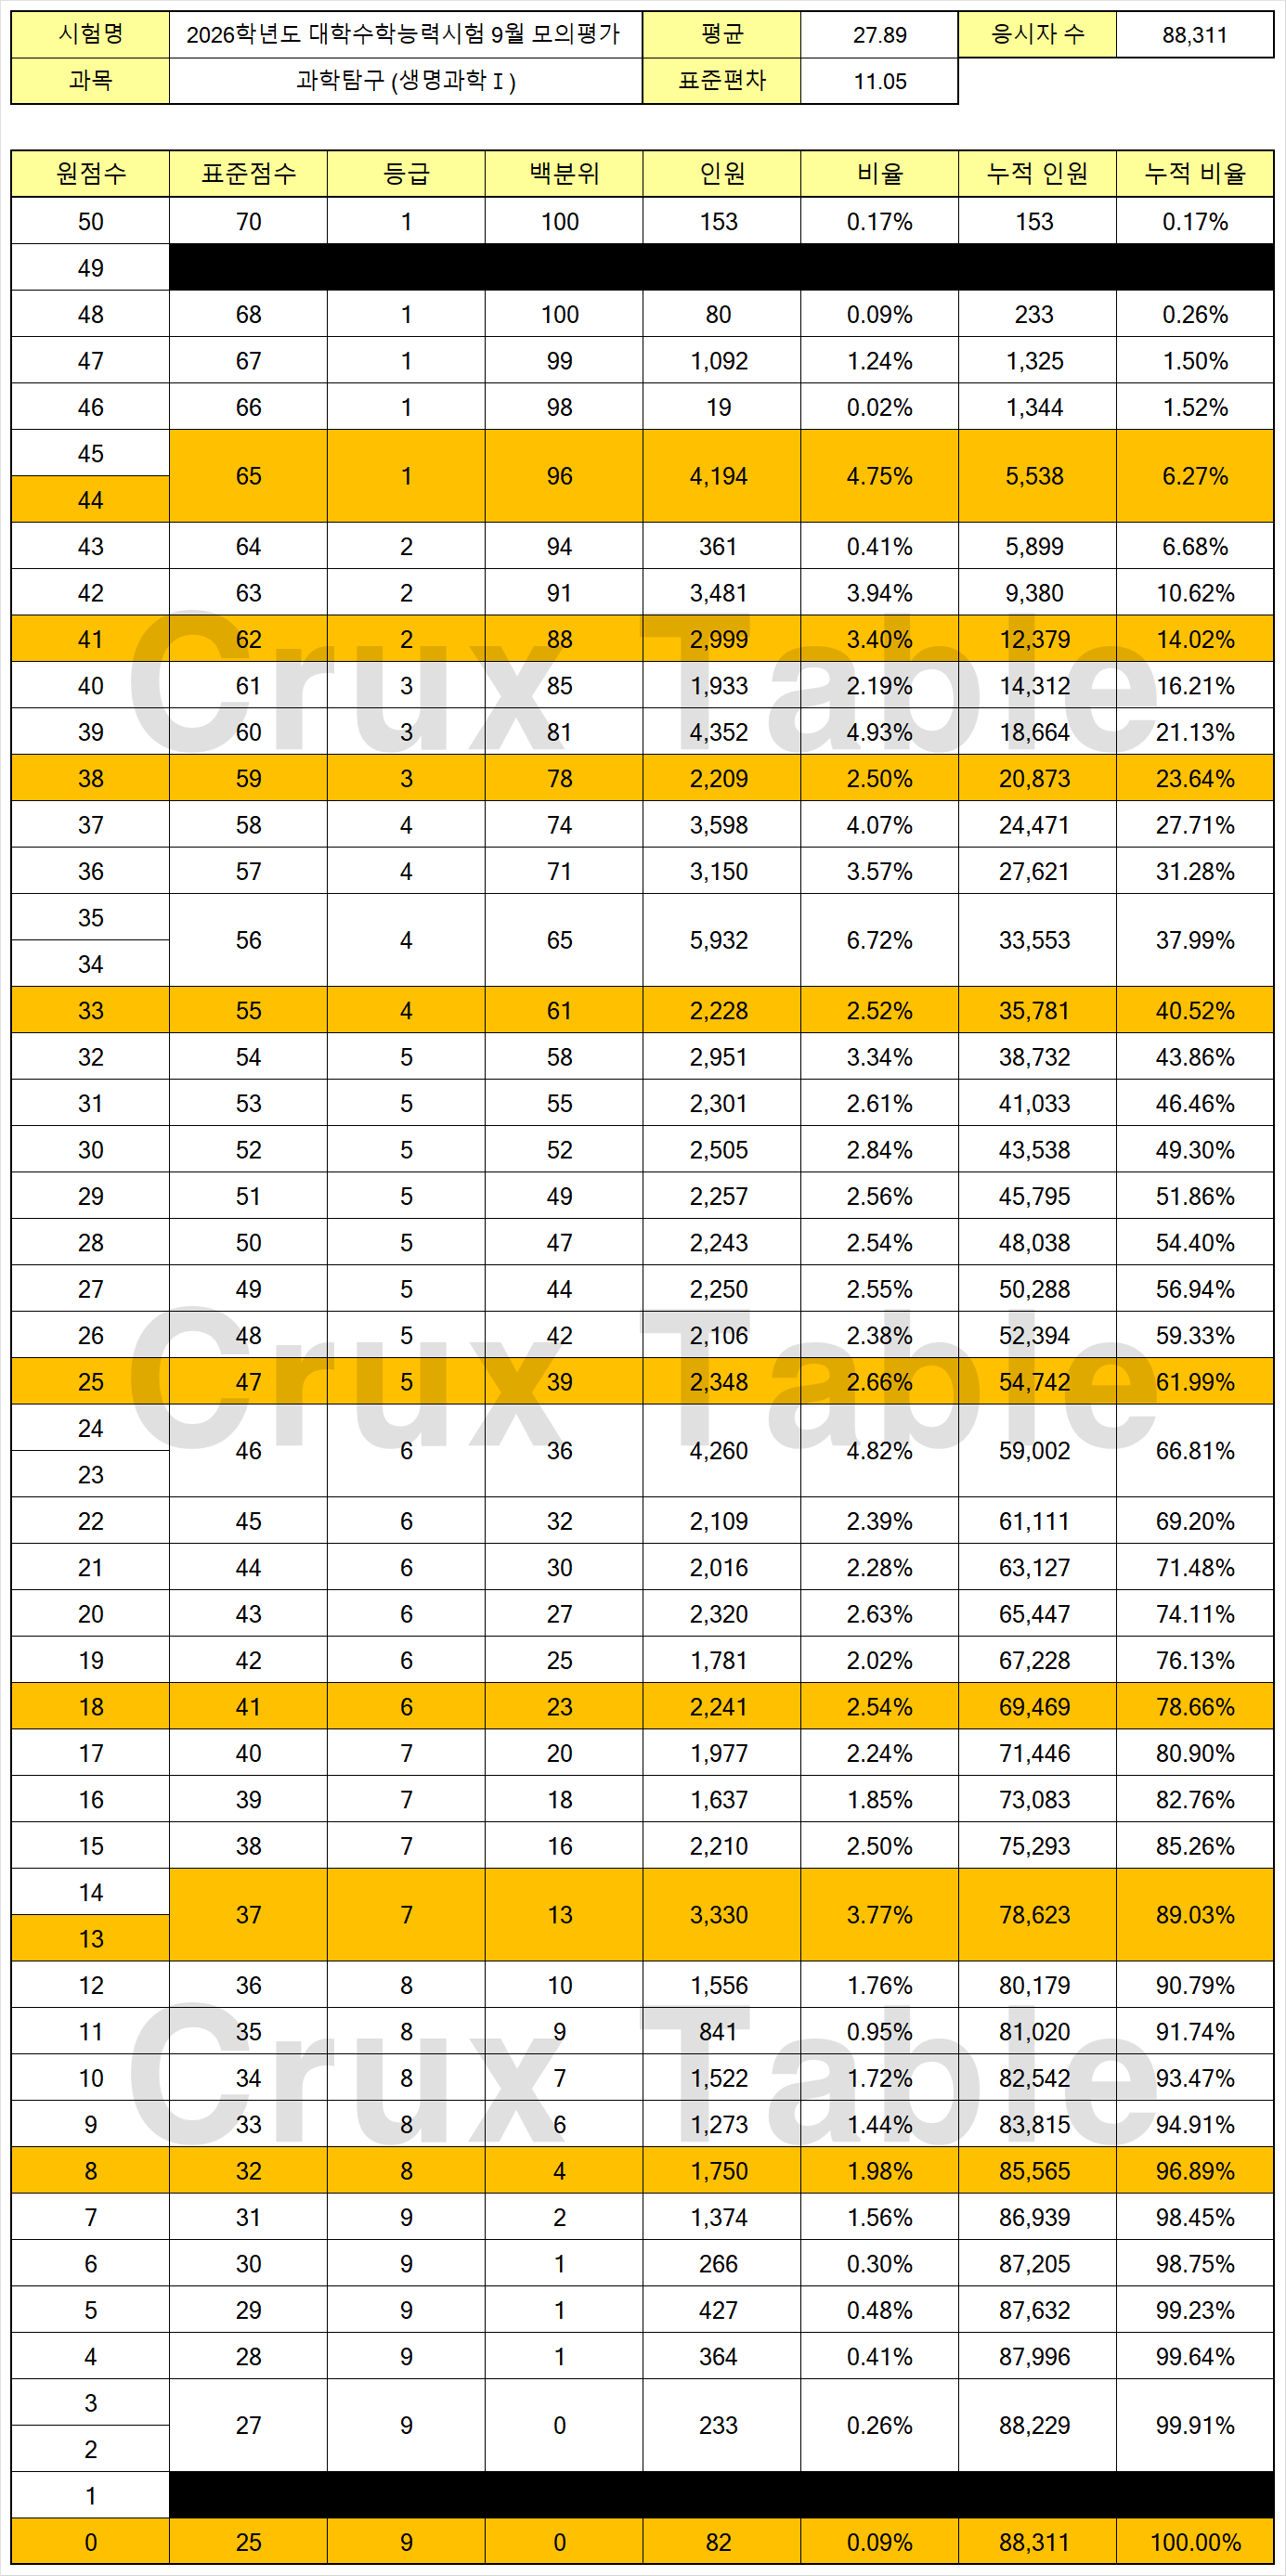 시험명 2026학년도 대학수학능력시험 9월 모의평가 평균 27.89 응시자 수 88,311
과목 과학탐구 (생명과학 I) 표준편차 11.05
원점수 표준점수 등급 백분위 인원 비율 누적 인원 누적 비율
50 70 1 100 153 0.17% 153 0.17%
49
48 68 1 100 80 0.09% 233 0.26%
47 67 1 99 1,092 1.24% 1,325 1.50%
46 66 1 98 19 0.02% 1,344 1.52%
45
65 1 96 4,194 4.75% 5,538 6.27%
44
43 64 2 94 361 0.41% 5,899 6.68%
42 63 2 91 3,481 3.94% 9,380 10.62%
41 62 2 88 2,999 3.40% 12,379 14.02%
Crux Table
40 61 3 85 1,933 2.19% 14,312 16.21%
39 60 3 81 4,352 4.93% 18,664 21.13%
38 59 3 78 2,209 2.50% 20,873 23.64%
37 58 4 74 3,598 4.07% 24,471 27.71%
36 57 4 71 3,150 3.57% 27,621 31.28%
35
56 4 65 5,932 6.72% 33,553 37.99%
34
33 55 4 61 2,228 2.52% 35,781 40.52%
32 54 5 58 2,951 3.34% 38,732 43.86%
31 53 5 55 2,301 2.61% 41,033 46.46%
30 52 5 52 2,505 2.84% 43,538 49.30%
29 51 5 49 2,257 2.56% 45,795 51.86%
28 50 5 47 2,243 2.54% 48,038 54.40%
27 49 5 44 2,250 2.55% 50,288 56.94%
26 48 5 42 2,106 2.38% 52,394 59.33%
Crux Table
25 47 5 39 2,348 2.66% 54,742 61.99%
24
46 6 36 4,260 4.82% 59,002 66.81%
23
22 45 6 32 2,109 2.39% 61,111 69.20%
21 44 6 30 2,016 2.28% 63,127 71.48%
20 43 6 27 2,320 2.63% 65,447 74.11%
19 42 6 25 1,781 2.02% 67,228 76.13%
18 41 6 23 2,241 2.54% 69,469 78.66%
17 40 7 20 1,977 2.24% 71,446 80.90%
16 39 7 18 1,637 1.85% 73,083 82.76%
15 38 7 16 2,210 2.50% 75,293 85.26%
14
37 7 13 3,330 3.77% 78,623 89.03%
13
12 36 8 10 1,556 1.76% 80,179 90.79%
11 35 8 9 841 0.95% 81,020 91.74%
Crux Table
10 34 8 7 1,522 1.72% 82,542 93.47%
9 33 8 6 1,273 1.44% 83,815 94.91%
8 32 8 4 1,750 1.98% 85,565 96.89%
7 31 9 2 1,374 1.56% 86,939 98.45%
6 30 9 1 266 0.30% 87,205 98.75%
5 29 9 1 427 0.48% 87,632 99.23%
4 28 9 1 364 0.41% 87,996 99.64%
3
27 9 0 233 0.26% 88,229 99.91%
2
1
0 25 9 0 82 0.09% 88,311 100.00%